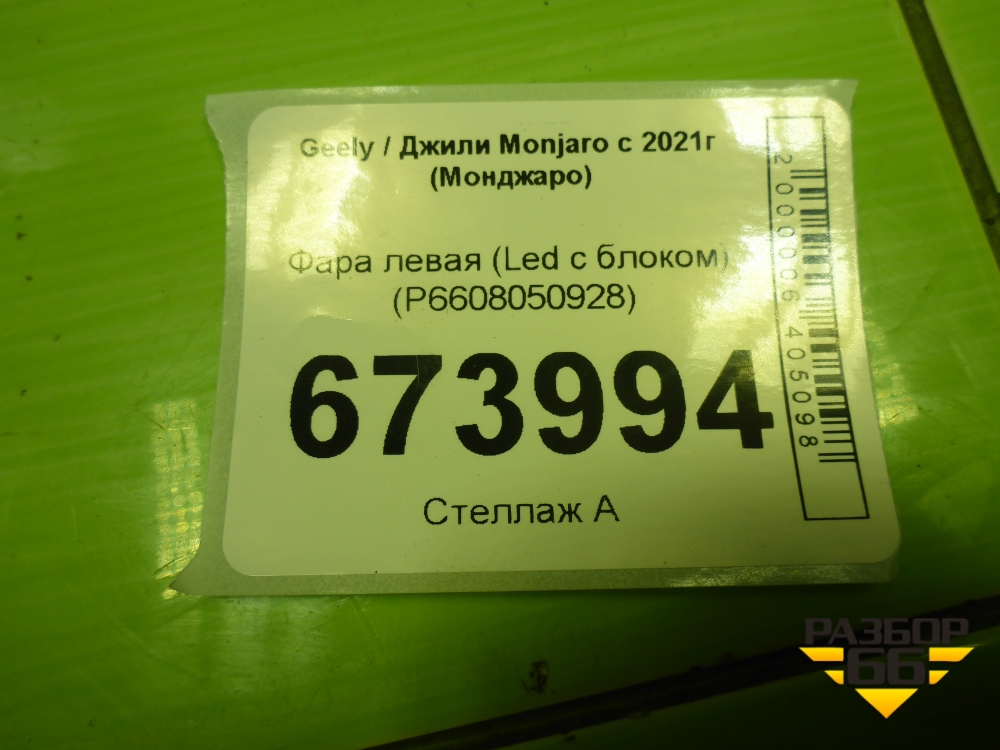 Geely / Джили Monjaro с 2021г
(Монджаро)
Фара левая (Led с блоком)
(P6608050928)
673994
Стеллаж А
2000006405098
РАЗБОР
66